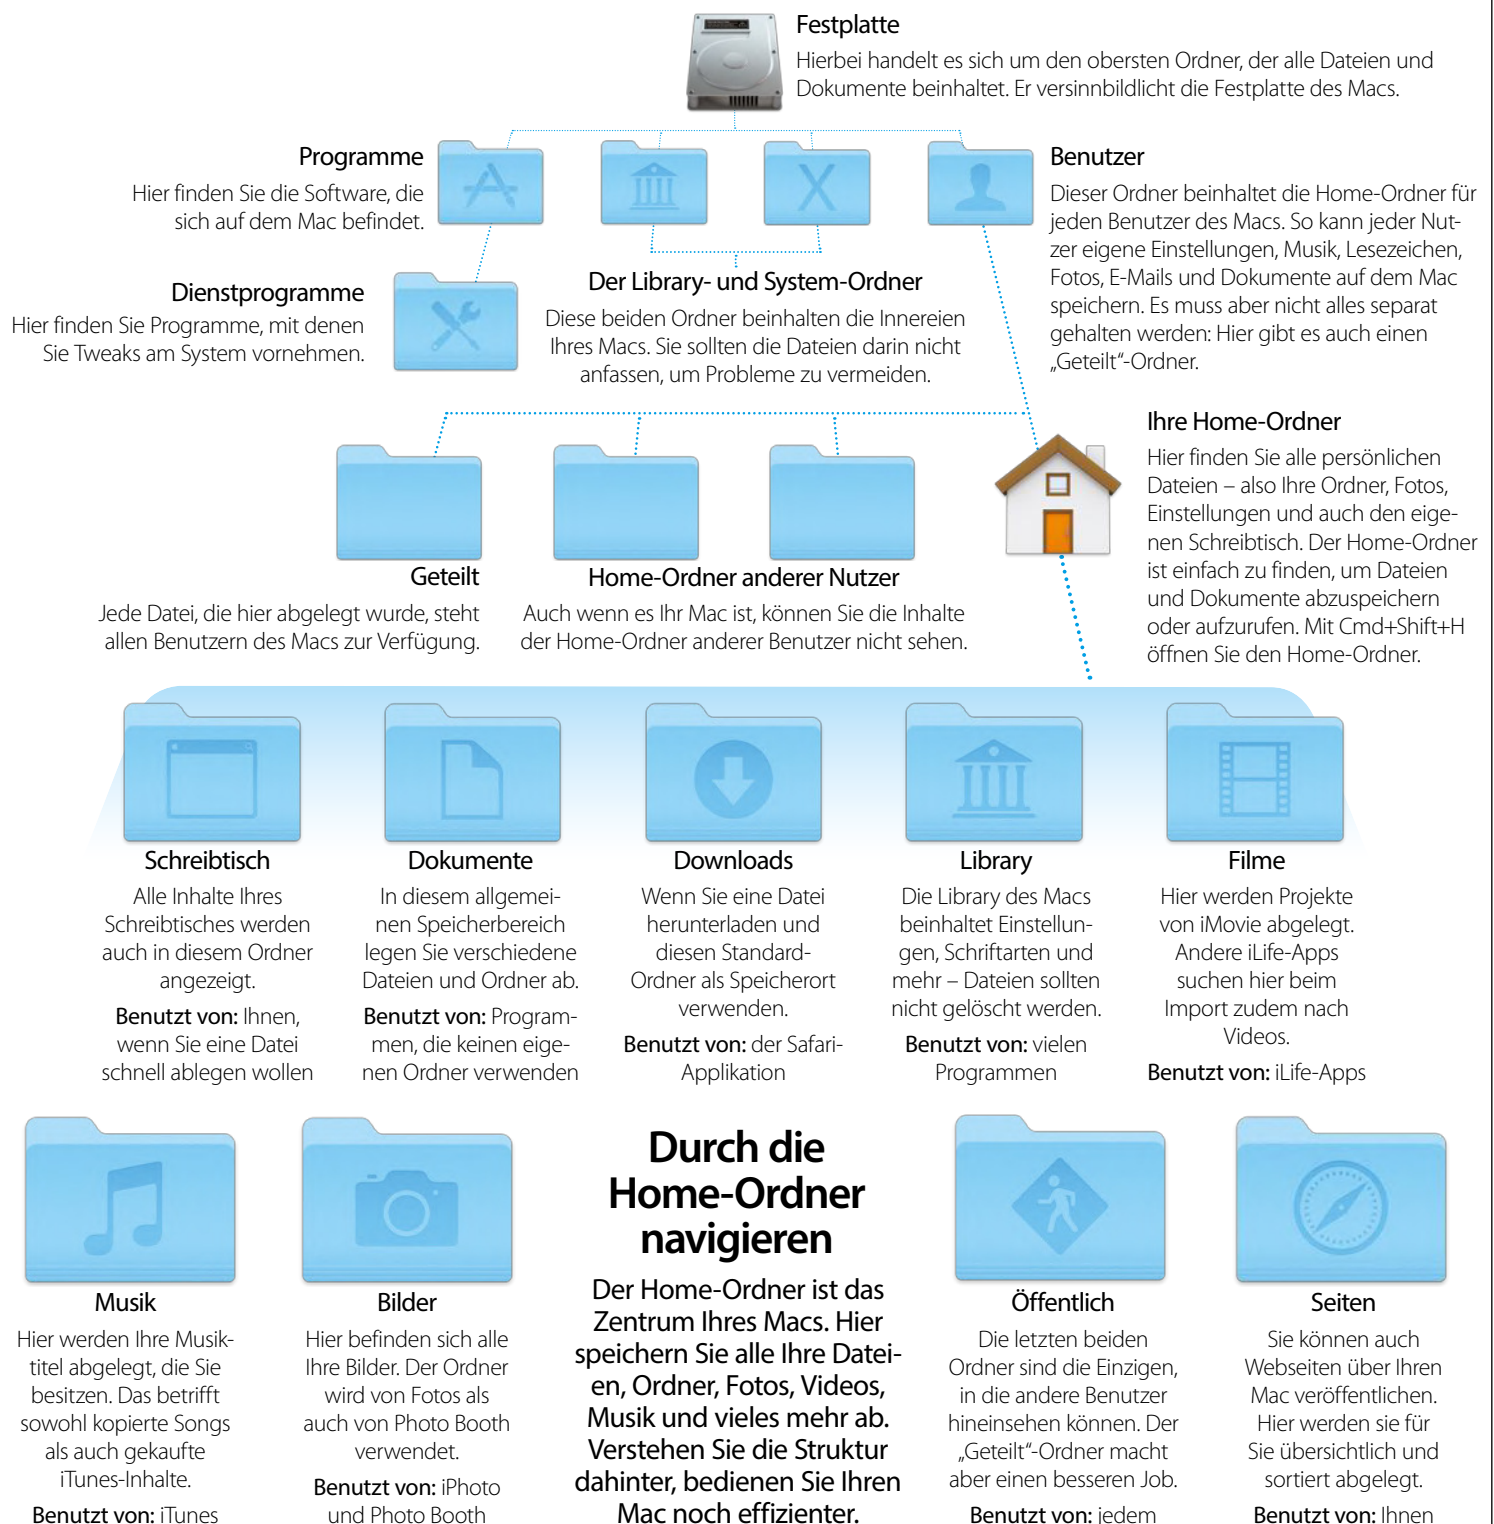 Festplatte
Hierbei handelt es sich um den obersten Ordner, der alle Dateien und
Dokumente beinhaltet. Er versinnbildlicht die Festplatte des Macs.
Programme
Hier finden Sie die Software, die
sich auf dem Mac befindet.
Benutzer
Dieser Ordner beinhaltet die Home-Ordner für
jeden Benutzer des Macs. So kann jeder Nut-
zer eigene Einstellungen, Musik, Lesezeichen,
Fotos, E-Mails und Dokumente auf dem Mac
speichern. Es muss aber nicht alles separat
gehalten werden: Hier gibt es auch einen
„Geteilt“-Ordner.
Dienstprogramme
Hier finden Sie Programme, mit denen
Sie Tweaks am System vornehmen.
Der Library- und System-Ordner
Diese beiden Ordner beinhalten die Innereien
Ihres Macs. Sie sollten die Dateien darin nicht
anfassen, um Probleme zu vermeiden.
Ihre Home-Ordner
Hier finden Sie alle persönlichen
Dateien – also Ihre Ordner, Fotos,
Einstellungen und auch den eige-
nen Schreibtisch. Der Home-Ordner
ist einfach zu finden, um Dateien
und Dokumente abzuspeichern
oder aufzurufen. Mit Cmd+Shift+H
öffnen Sie den Home-Ordner.
Geteilt
Jede Datei, die hier abgelegt wurde, steht
allen Benutzern des Macs zur Verfügung.
Home-Ordner anderer Nutzer
Auch wenn es Ihr Mac ist, können Sie die Inhalte
der Home-Ordner anderer Benutzer nicht sehen.
Schreibtisch
Alle Inhalte Ihres
Schreibtisches werden
auch in diesem Ordner
angezeigt.
Benutzt von: Ihnen,
wenn Sie eine Datei
schnell ablegen wollen
Dokumente
In diesem allgemei-
nen Speicherbereich
legen Sie verschiedene
Dateien und Ordner ab.
Benutzt von: Program-
men, die keinen eige-
nen Ordner verwenden
Downloads
Wenn Sie eine Datei
herunterladen und
diesen Standard-
Ordner als Speicherort
verwenden.
Benutzt von: der Safari-
Applikation
Library
Die Library des Macs
beinhaltet Einstellun-
gen, Schriftarten und
mehr – Dateien sollten
nicht gelöscht werden.
Benutzt von: vielen
Programmen
Filme
Hier werden Projekte
von iMovie abgelegt.
Andere iLife-Apps
suchen hier beim
Import zudem nach
Videos.
Benutzt von: iLife-Apps
Musik
Hier werden Ihre Musik-
titel abgelegt, die Sie
besitzen. Das betrifft
sowohl kopierte Songs
als auch gekaufte
iTunes-Inhalte.
Benutzt von: iTunes
Bilder
Hier befinden sich alle
Ihre Bilder. Der Ordner
wird von Fotos als
auch von Photo Booth
verwendet.
Benutzt von: iPhoto
und Photo Booth
Durch die
Home-Ordner
navigieren
Der Home-Ordner ist das
Zentrum Ihres Macs. Hier
speichern Sie alle Ihre Datei-
en, Ordner, Fotos, Videos,
Musik und vieles mehr ab.
Verstehen Sie die Struktur
dahinter, bedienen Sie Ihren
Mac noch effizienter.
Öffentlich
Die letzten beiden
Ordner sind die Einzigen,
in die andere Benutzer
hineinsehen können. Der
„Geteilt“-Ordner macht
aber einen besseren Job.
Benutzt von: jedem
Seiten
Sie können auch
Webseiten über Ihren
Mac veröffentlichen.
Hier werden sie für
Sie übersichtlich und
sortiert abgelegt.
Benutzt von: Ihnen